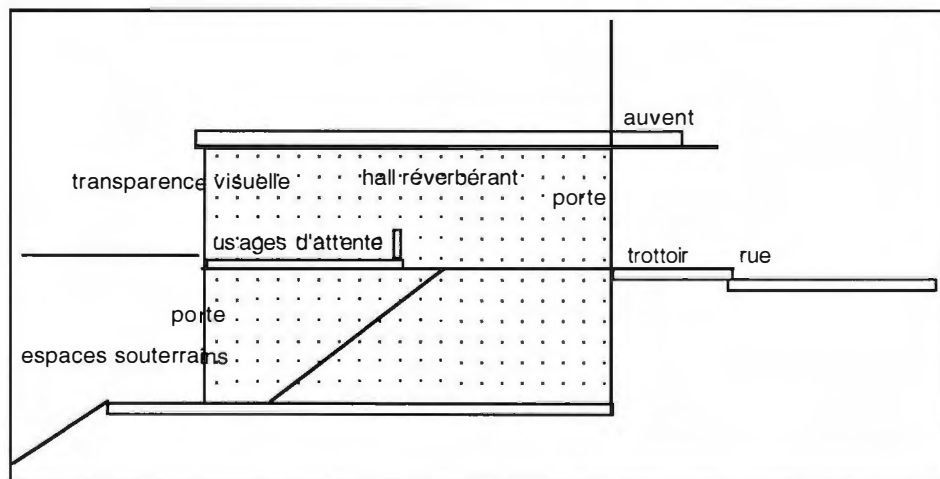 auvent
transparence visuelle
hall réverbérant
porte
usages d'attente
trottoir
rue
porte
espaces souterrains